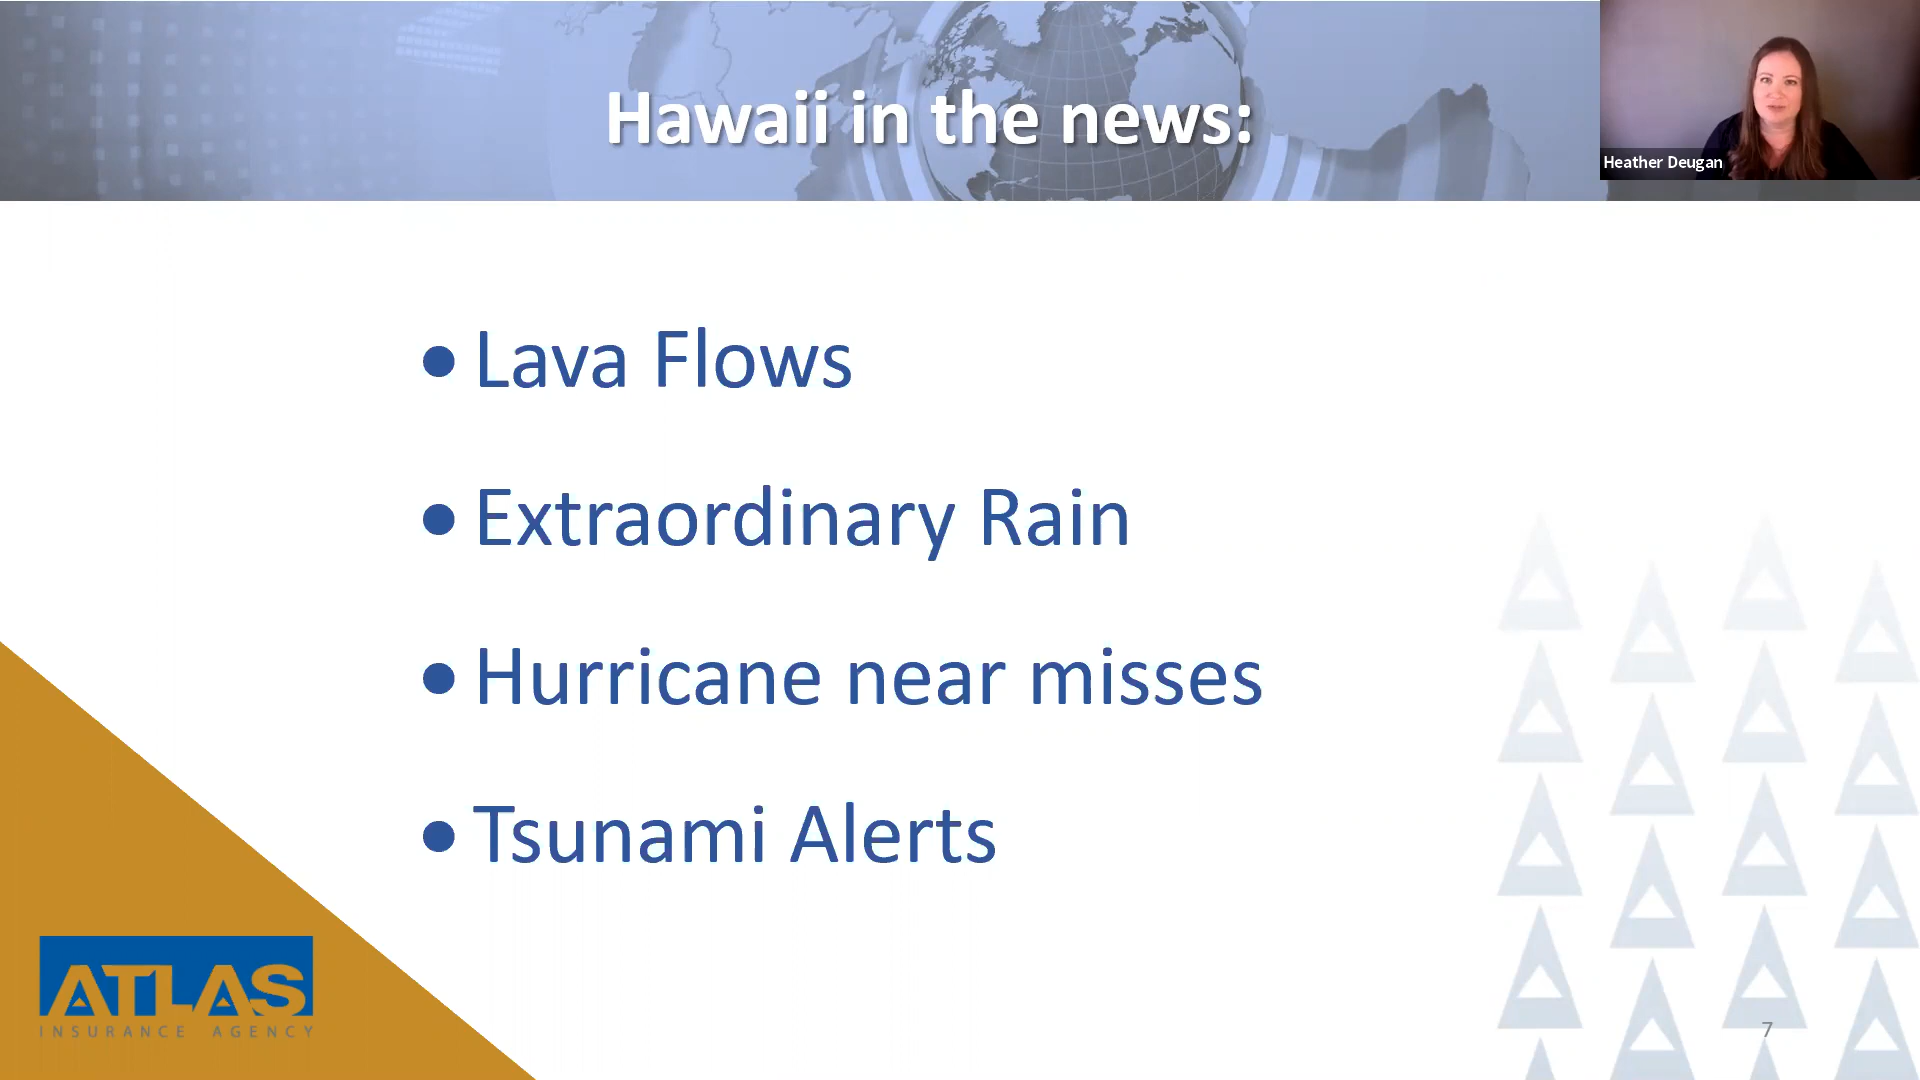 Hawaii in the news:
Heather Deugan
• Lava Flows
• Extraordinary Rain
• Hurricane near misses
• Tsunami Alerts
ATLAS
INSURANCE AGENCY
7